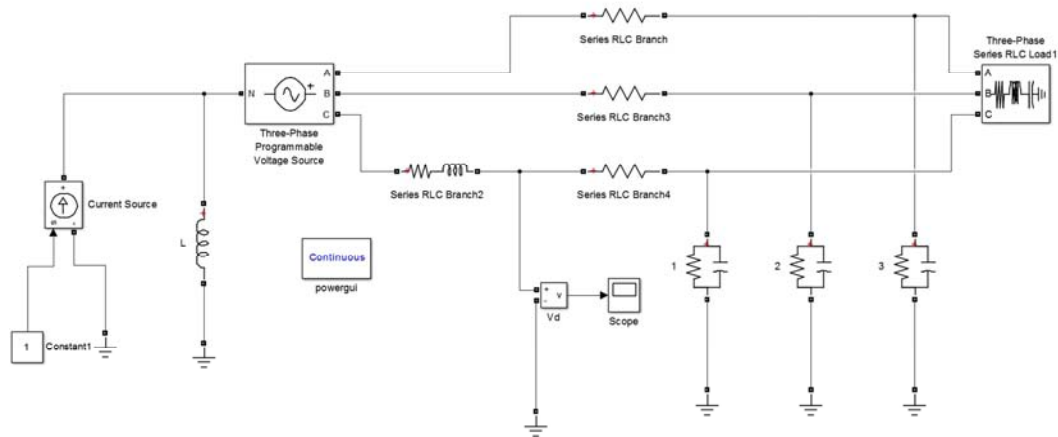 Series RLC Branch
Three-Phase
Series RLC Load1
A
B
C
N
A
B
C
+
Three-Phase
Programmable
Voltage Source
Series RLC Branch3
A
B
C
Series RLC Branch2
Series RLC Branch4
+
s
-
Current Source
L
Continuous
powergui
1
2
3
+
-
v
Vd
Scope
1
Constant1